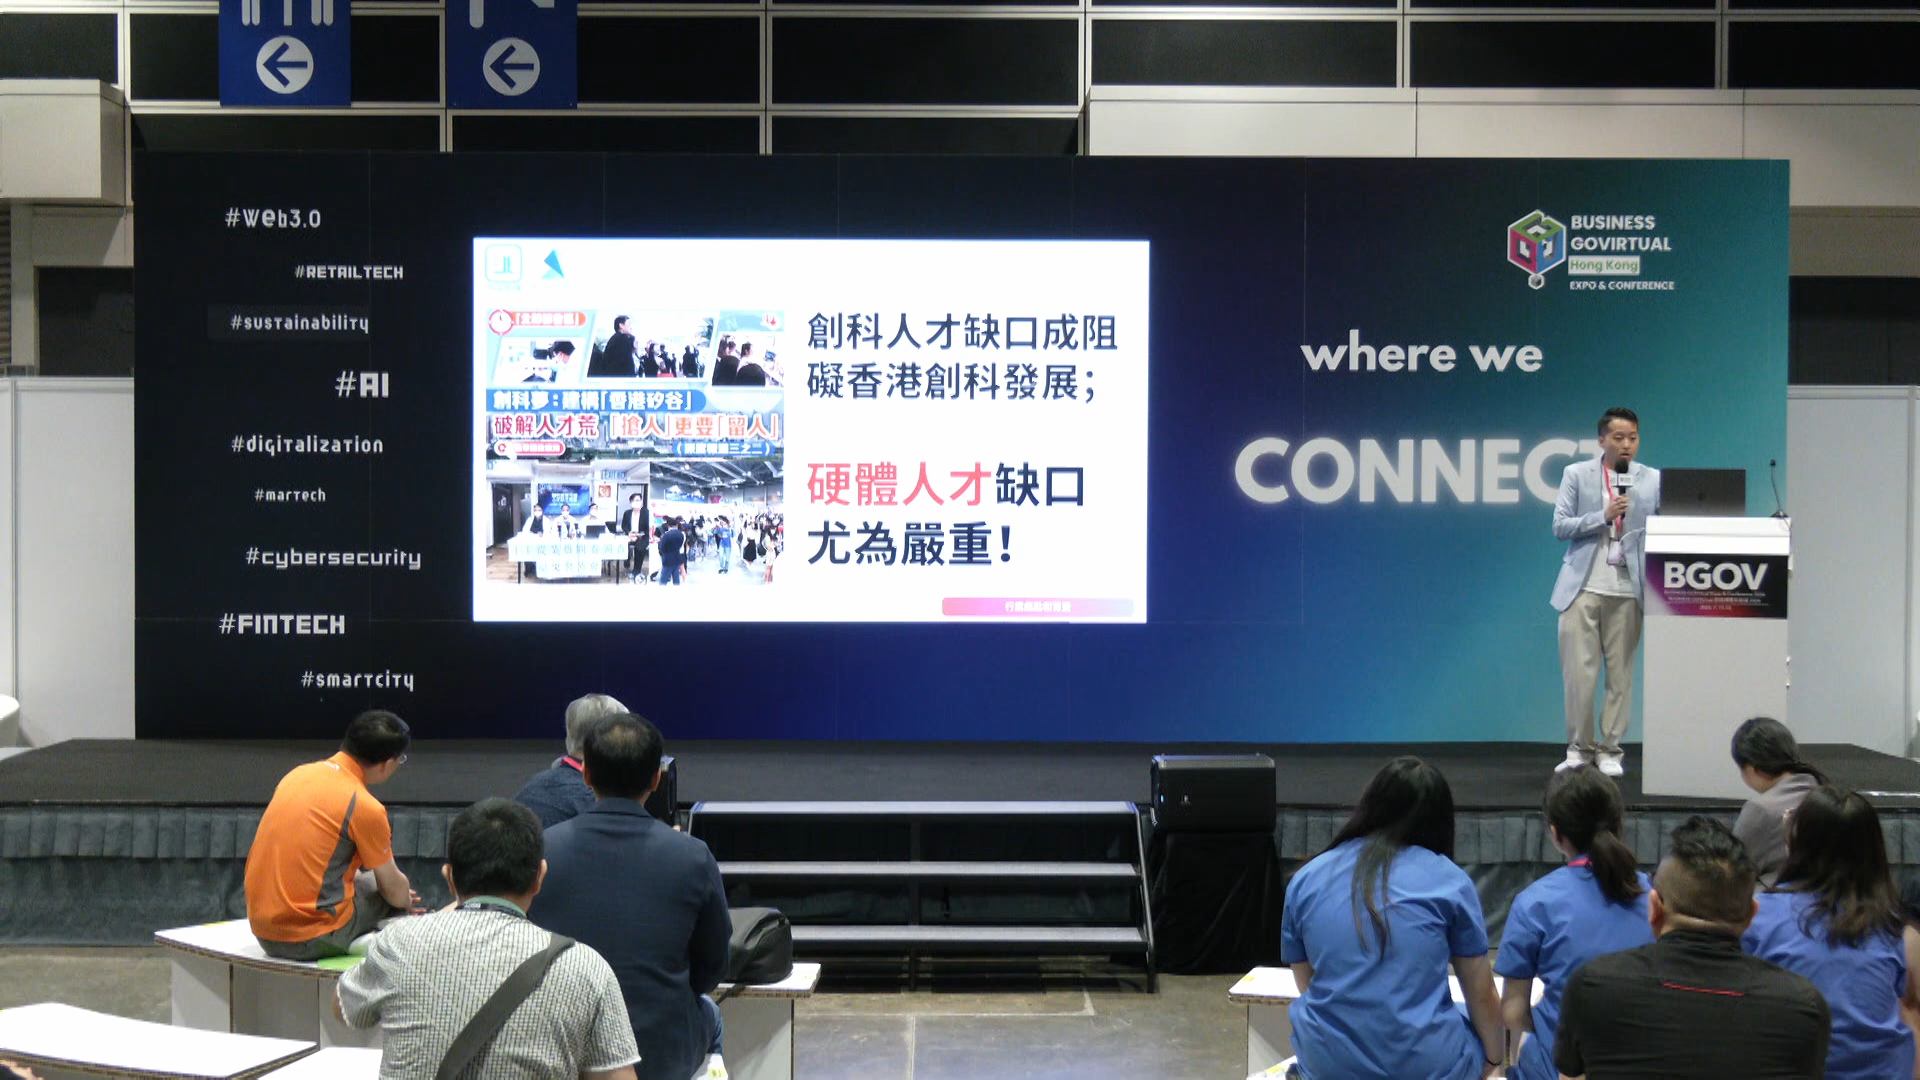 #Web3.0
#RETAILTECH
#sustainability
#AI
#digitalization
#martech
#cybersecurity
#FINTECH
#smartcity
創科夢：建構「香港矽谷」
破解人才荒 「搶人」更要「留人」
創科人才缺口成阻
礙香港創科發展；
硬體人才缺口
尤為嚴重！
BUSINESS
GOVIRTUAL
Hong Kong
EXPO & CONFERENCE
where we
CONNECT
BGOV